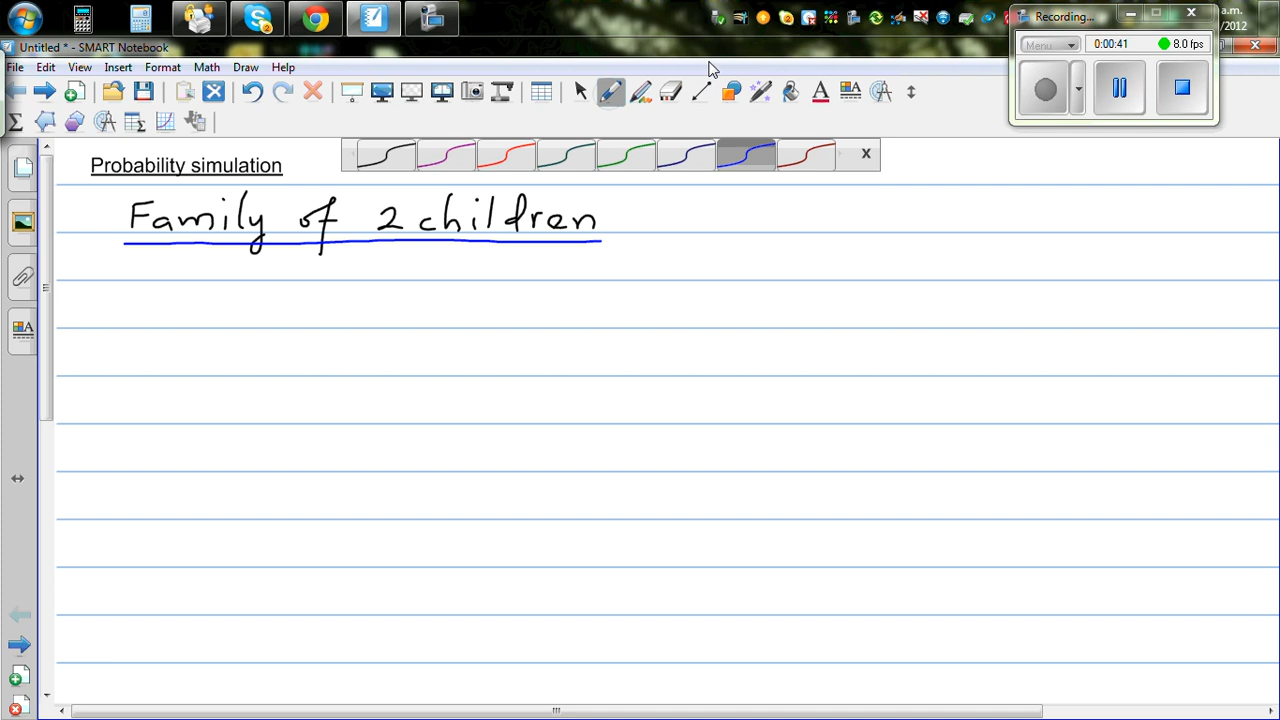 Recording...
a.m.
/2012
Untitled * - SMART Notebook
Menu
0:00:41
8.0 fps
File Edit View Insert Format Math Draw Help
Probability simulation
X
Family of 2 children